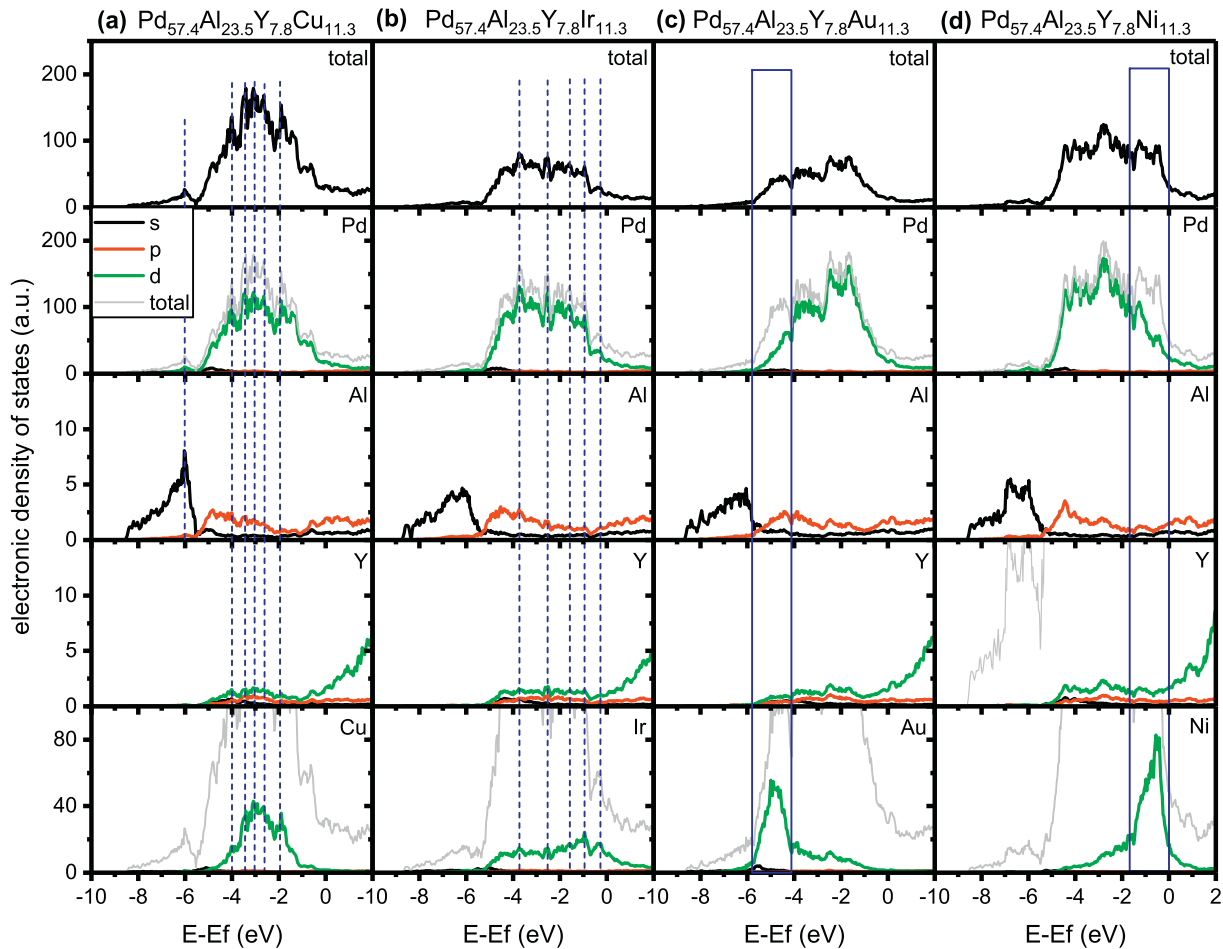 (a) Pd57.4Al23.5Y7.8Cu11.3
(b) Pd57.4Al23.5Y7.8Ir11.3
(c) Pd57.4Al23.5Y7.8Au11.3
(d) Pd57.4Al23.5Y7.8Ni11.3
total
total
total
total
200
100
0
s
p
d
total
Pd
Pd
Pd
Pd
200
100
0
Al
Al
Al
Al
10
5
0
Y
Y
Y
Y
10
5
0
Cu
Ir
Au
Ni
80
40
0
electronic density of states (a.u.)
-10 -8 -6 -4 -2 0 -10 -8 -6 -4 -2 0 -10 -8 -6 -4 -2 0 -10 -8 -6 -4 -2 0 2
E-Ef (eV)
E-Ef (eV)
E-Ef (eV)
E-Ef (eV)